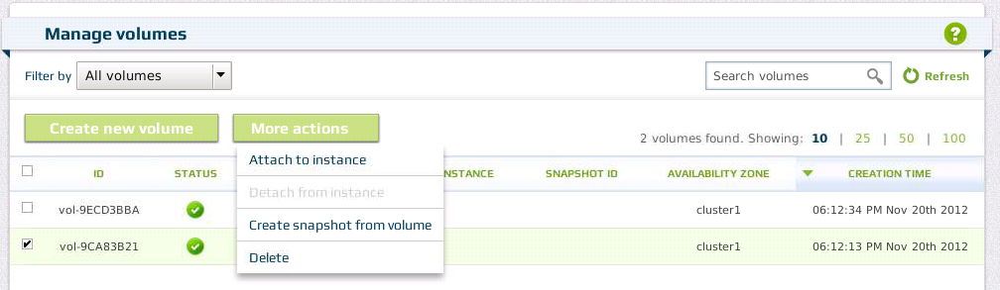 Manage volumes
?
Filter by All volumes Search volumes Refresh
Create new volume More actions 2 volumes found. Showing: 10 | 25 | 50 | 100
Attach to instance
ID STATUS NSTANCE SNAPSHOT ID AVAILABILITY ZONE CREATION TIME
Detach from instance
vol-9ECD3BBA cluster1 06:12:34 PM Nov 20th 2012
Create snapshot from volume
vol-9CA83B21 cluster1 06:12:13 PM Nov 20th 2012
Delete